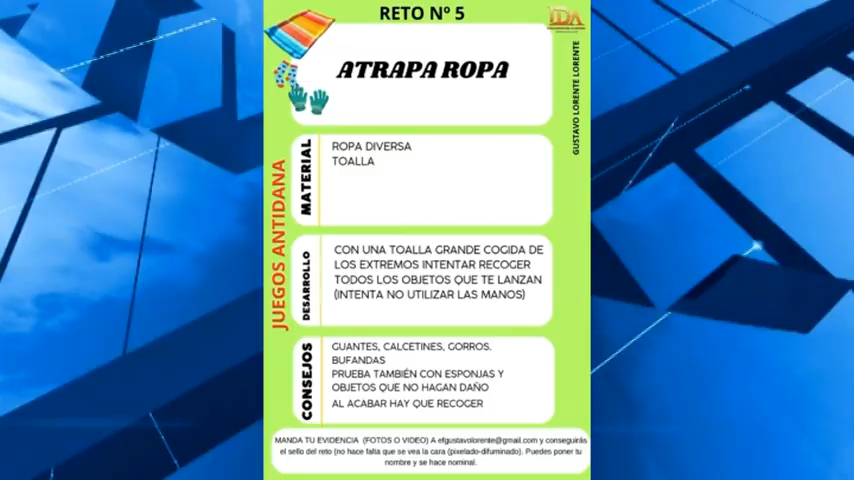 RETO Nº 5
IDA
GUSTAVO LORENTE LORENTE
ATRAPA ROPA
JUEGOS ANTIDANA
MATERIAL
ROPA DIVERSA
TOALLA
DESARROLLO
CON UNA TOALLA GRANDE COGIDA DE
LOS EXTREMOS INTENTAR RECOGER
TODOS LOS OBJETOS QUE TE LANZAN
(INTENTA NO UTILIZAR LAS MANOS)
CONSEJOS
GUANTES, CALCETINES, GORROS,
BUFANDAS
PRUEBA TAMBIÉN CON ESPONJAS Y
OBJETOS QUE NO HAGAN DAÑO
AL ACABAR HAY QUE RECOGER
MANDA TU EVIDENCIA (FOTOS O VIDEO) A efgustavolorente@gmail.com y conseguirás
el sello del reto (no hace falta que se vea la cara (pixelado-difuminado). Puedes poner tu
nombre y se hace nominal.